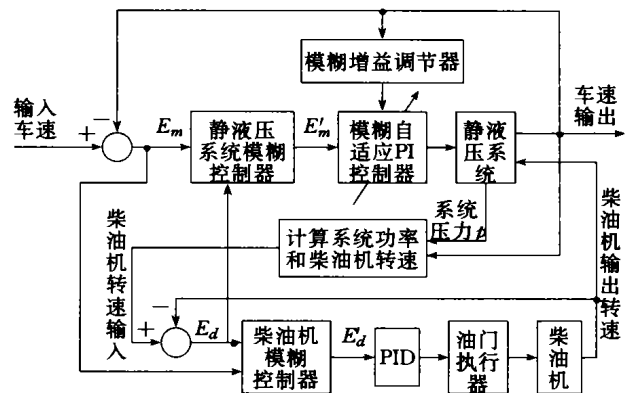 模糊增益调节器
输入
车速
−
+
E_m
静液压
系统模糊
控制器
E'_m
模糊自
适应PI
控制器
静液
压系
统
车速
输出
系统
压力p
计算系统功率
和柴油机转速
柴油机转速输入
柴油机输出转速
−
+
E_d
柴油机
模糊
控制器
E'_d
PID
油门
执行
器
柴油
机